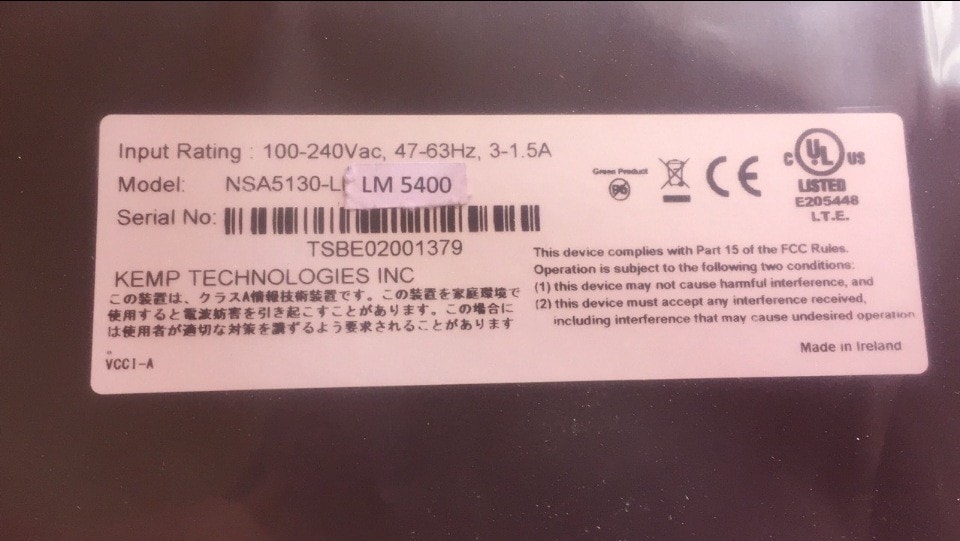 Input Rating : 100-240Vac, 47-63Hz, 3-1.5A
Model: NSA5130-L
LM 5400
Serial No:
TSBE02001379
KEMP TECHNOLOGIES INC
この装置は、クラスA情報技術装置です。この装置を家庭環境で
使用すると電波妨害を引き起こすことがあります。この場合に
は使用者が適切な対策を講ずるよう要求されることがあります
。
VCCI-A
Green Product
C UL US
LISTED
E205448
L.T.E.
CE
This device complies with Part 15 of the FCC Rules.
Operation is subject to the following two conditions:
(1) this device may not cause harmful interference, and
(2) this device must accept any interference received,
including interference that may cause undesired operation
Made in Ireland